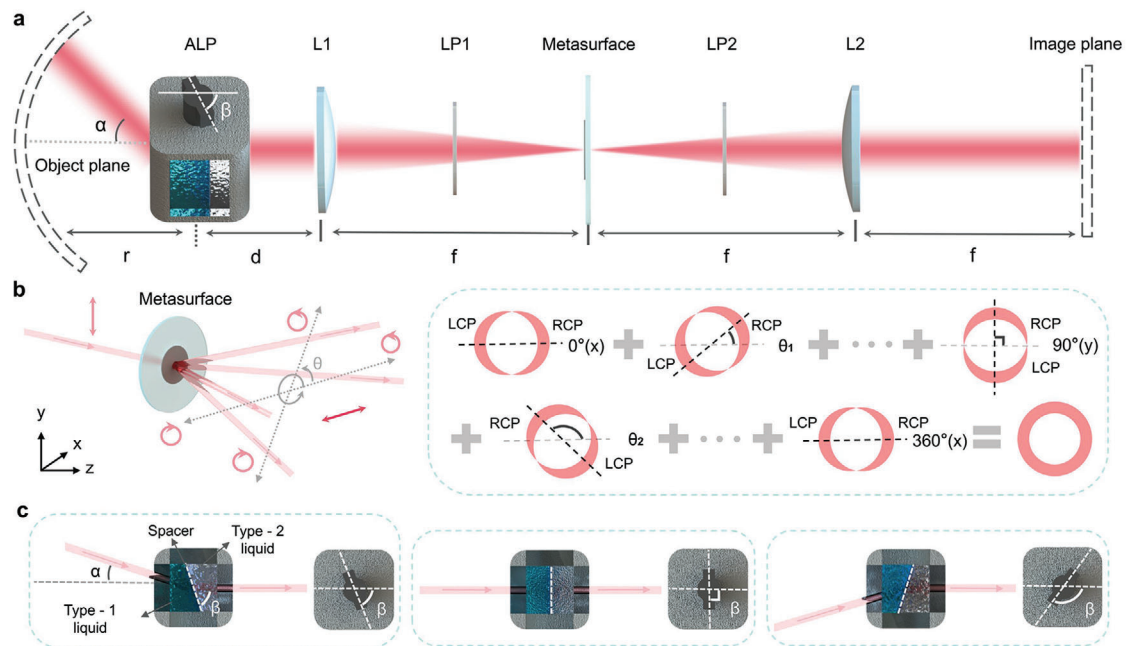 a
ALP
L1
LP1
Metasurface
LP2
L2
Image plane
β
α
Object plane
r
d
f
f
f
b
Metasurface
θ
y
x
z
LCP
RCP
0°(x)
RCP
θ₁
LCP
RCP
90°(y)
LCP
RCP
θ₂
LCP
LCP
RCP
360°(x)
c
Spacer
Type - 2
liquid
α
Type - 1
liquid
β
β
β
β